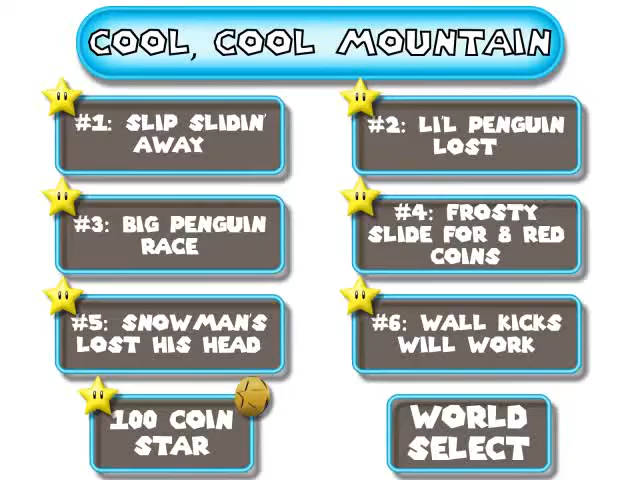 COOL, COOL MOUNTAIN
#1: SLIP SLIDIN'
AWAY
#2: LI'L PENGUIN
LOST
#3: BIG PENGUIN
RACE
#4: FROSTY
SLIDE FOR 8 RED
COINS
#5: SNOWMAN'S
LOST HIS HEAD
#6: WALL KICKS
WILL WORK
100 COIN
STAR
WORLD
SELECT